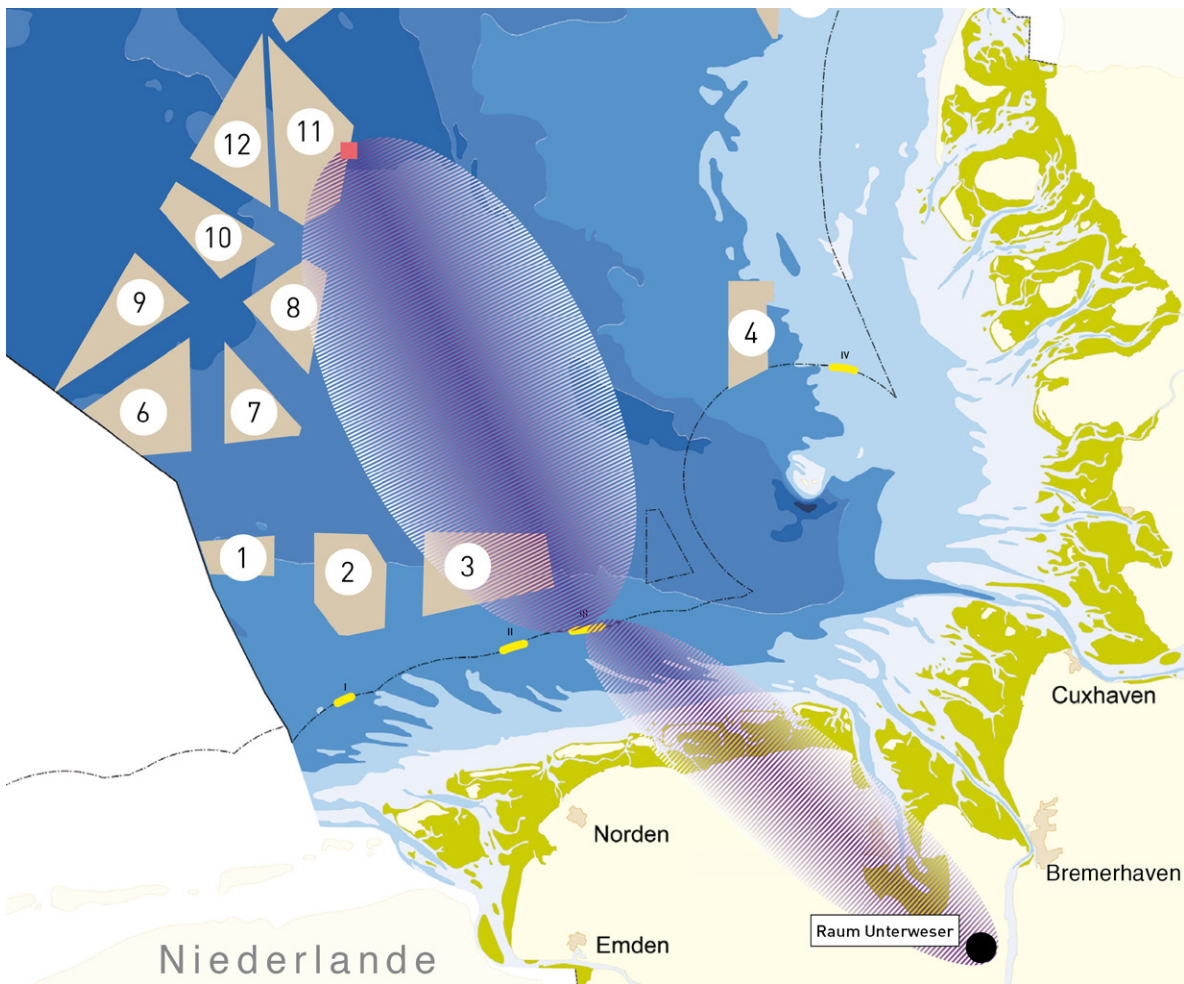 12
11
10
9
8
4
IV
6
7
1
2
3
III
II
I
Cuxhaven
Norden
Bremerhaven
Raum Unterweser
Emden
Niederlande